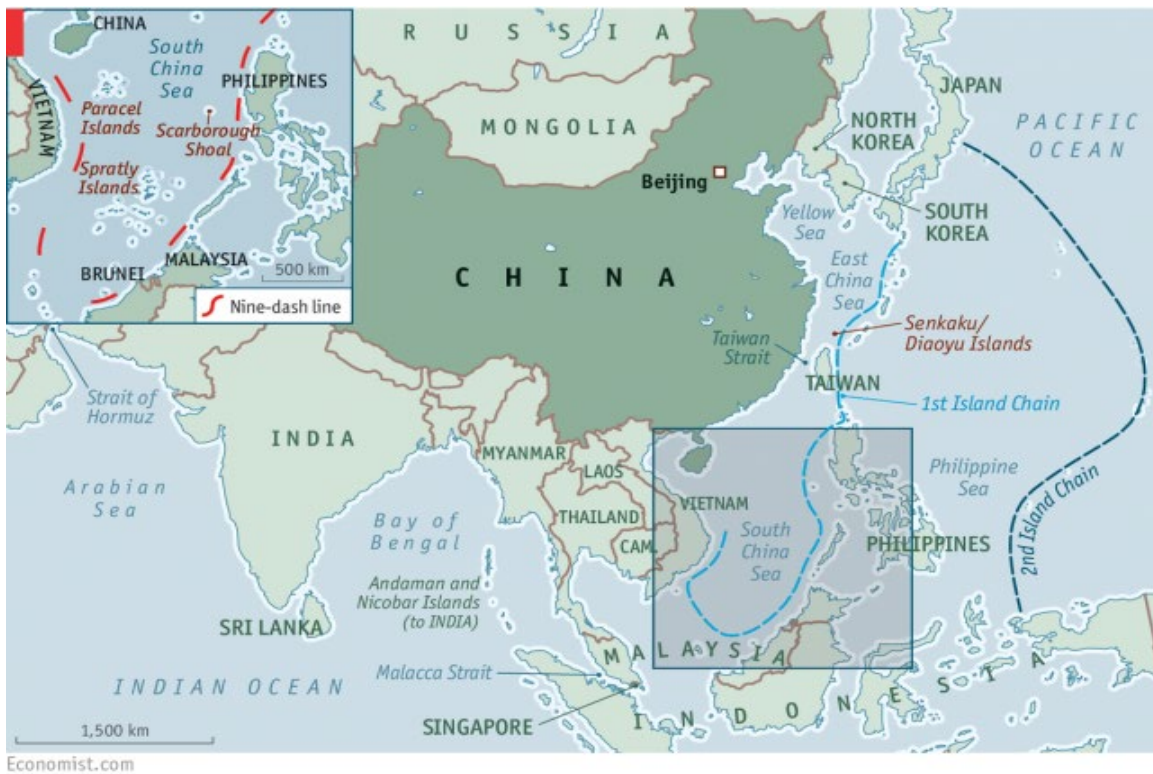 CHINA
South
China
Sea
PHILIPPINES
VIETNAM
Paracel
Islands
Scarborough
Shoal
Spratly
Islands
BRUNEI
MALAYSIA
500 km
Nine-dash line
RUSSIA
MONGOLIA
Beijing
CHINA
NORTH
KOREA
JAPAN
PACIFIC
OCEAN
SOUTH
KOREA
Yellow
Sea
East
China
Sea
Senkaku/
Diaoyu Islands
Taiwan
Strait
TAIWAN
1st Island Chain
2nd Island Chain
Strait of
Hormuz
INDIA
Arabian
Sea
Bay of
Bengal
MYANMAR
LAOS
THAILAND
CAM.
VIETNAM
South
China
Sea
Philippine
Sea
PHILIPPINES
Andaman and
Nicobar Islands
(to INDIA)
SRI LANKA
Malacca Strait
MALAYSIA
INDIAN OCEAN
SINGAPORE
INDONESIA
1,500 km
Economist.com